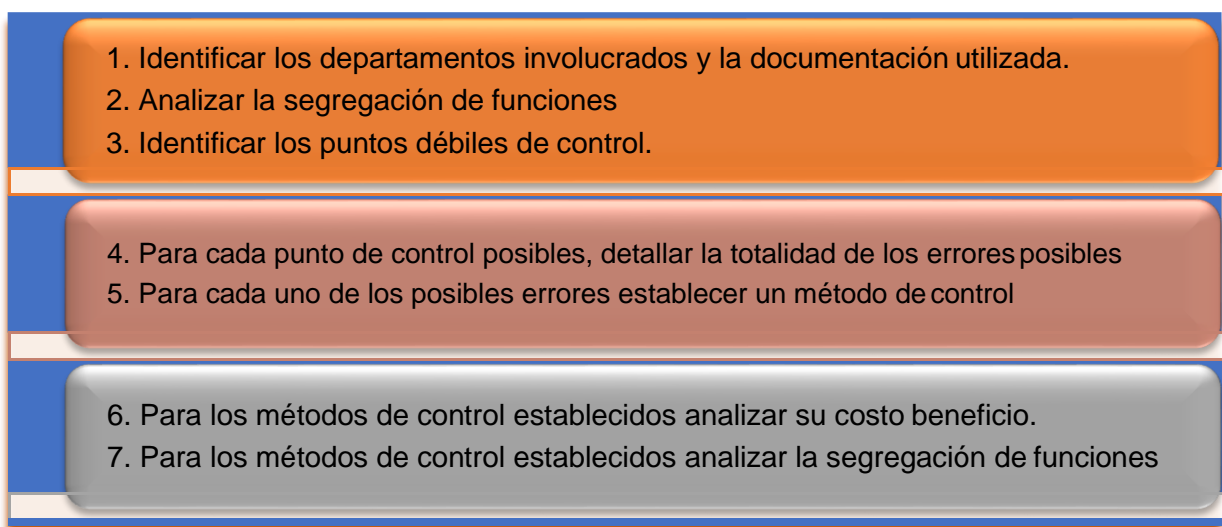 1. Identificar los departamentos involucrados y la documentación utilizada.
2. Analizar la segregación de funciones
3. Identificar los puntos débiles de control.
4. Para cada punto de control posibles, detallar la totalidad de los errores posibles
5. Para cada uno de los posibles errores establecer un método de control
6. Para los métodos de control establecidos analizar su costo beneficio.
7. Para los métodos de control establecidos analizar la segregación de funciones